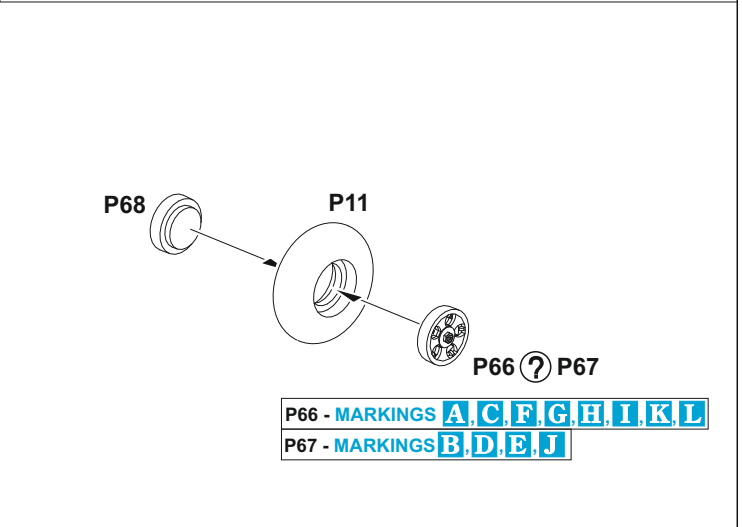 P68
P11
P66 ? P67
P66 - MARKINGS A, C, F, G, H, I, K, L
P67 - MARKINGS B, D, E, J